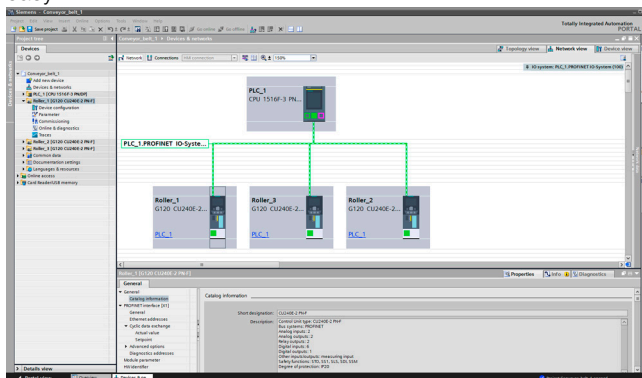 Siemens - Conveyor_belt_1
Totally Integrated Automation
PORTAL
Save project
Go online
Go offline
Project tree
Conveyor_belt_1 ▸ Devices & networks
Devices
Topology view
Network view
Device view
Network
Connections
HMI connection
150%
IO system: PLC_1.PROFINET IO-System (100)
Conveyor_belt_1
Add new device
Devices & networks
PLC_1 [CPU 1516F-3 PN/DP]
Roller_1 [G120 CU240E-2 PN-F]
Device configuration
Parameter
Commissioning
Online & diagnostics
Traces
Roller_2 [G120 CU240E-2 PN-F]
Roller_3 [G120 CU240E-2 PN-F]
Common data
Documentation settings
Languages & resources
Online access
Card Reader/USB memory
PLC_1
CPU 1516F-3 PN...
PLC_1.PROFINET IO-Syste...
Roller_1
G120 CU240E-2...
PLC_1
Roller_3
G120 CU240E-2...
PLC_1
Roller_2
G120 CU240E-2...
PLC_1
Roller_1 [G120 CU240E-2 PN-F]
Properties
Info
Diagnostics
General
General
Catalog information
PROFINET interface [X1]
General
Ethernet addresses
Cyclic data exchange
Actual value
Setpoint
Advanced options
Diagnostics addresses
Module parameter
HW identifier
Catalog information
Short designation:
CU240E-2 PN-F
Description:
Control Unit type: CU240E-2 PN-F
Bus systems: PROFINET
Analog inputs: 2
Analog outputs: 2
Relay outputs: 2
Digital inputs: 6
Digital outputs: 1
Other inputs/outputs: measuring input
Safety functions: STO, SS1, SLS, SDI, SSM
Degree of protection: IP20
Details view